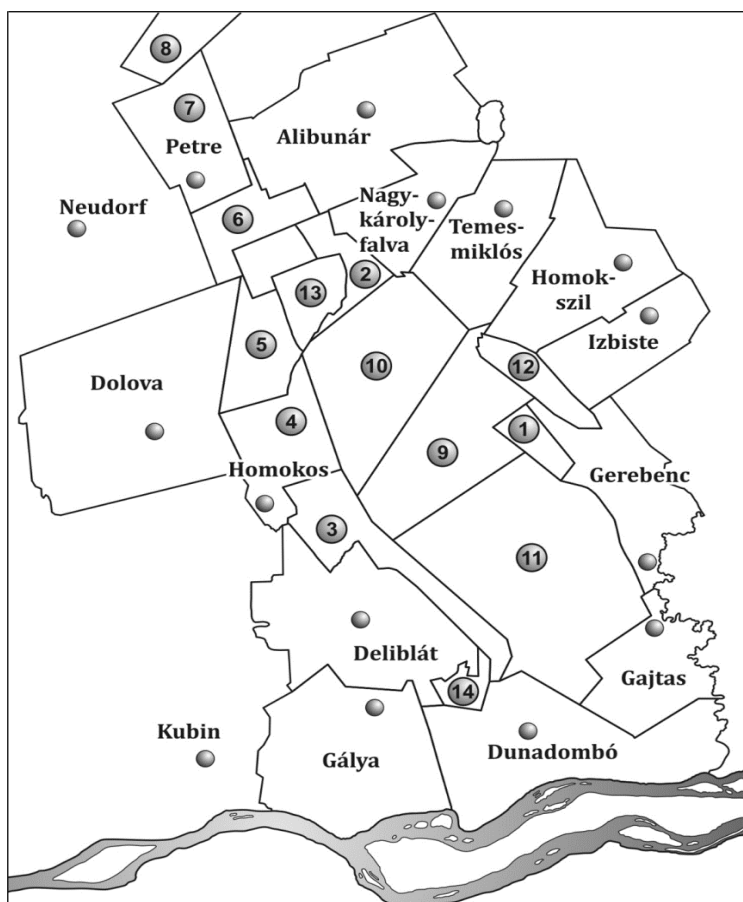 8
7
Petre
Alibunár
Neudorf
6
Nagy-
károly-
falva
Temes-
miklós
2
13
Homok-
szil
Izbiste
5
10
12
Dolova
4
1
9
Homokos
Gerebenc
3
11
Deliblát
14
Gajtas
Kubin
Gálya
Dunadombó